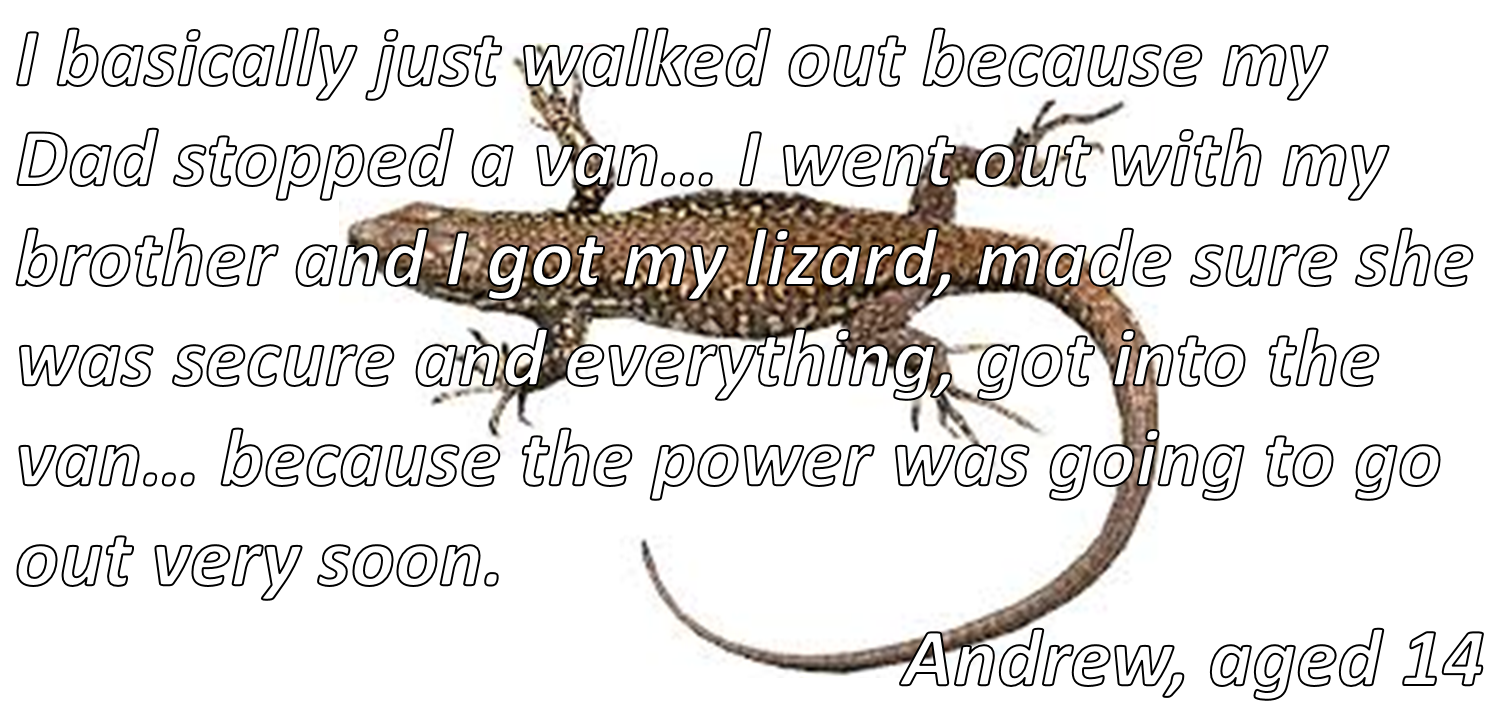 I basically just walked out because my
Dad stopped a van... I went out with my
brother and I got my lizard, made sure she
was secure and everything, got into the
van... because the power was going to go
out very soon.
Andrew, aged 14